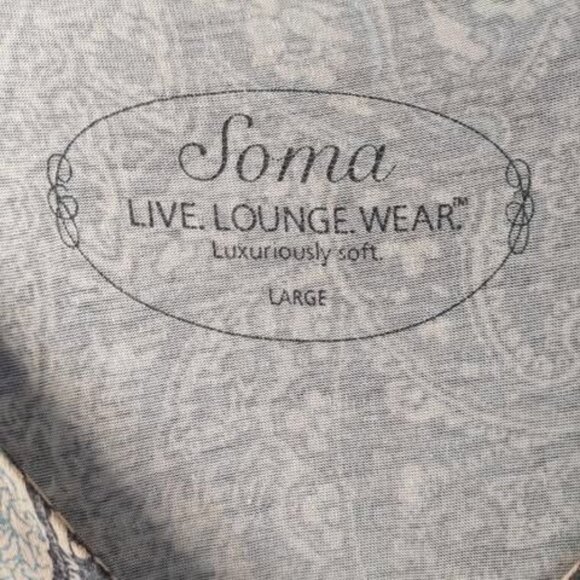 Soma
LIVE. LOUNGE. WEAR.™
Luxuriously soft.
LARGE